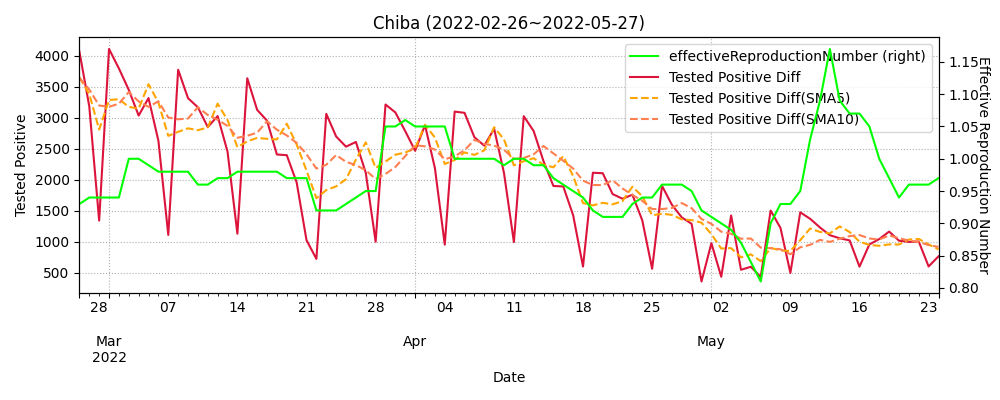 Chiba (2022-02-26~2022-05-27)
effectiveReproductionNumber (right)
Tested Positive Diff
Tested Positive Diff(SMA5)
Tested Positive Diff(SMA10)
Tested Positive
4000
3500
3000
2500
2000
1500
1000
500
Effective Reproduction Number
1.15
1.10
1.05
1.00
0.95
0.90
0.85
0.80
28 07 14 21 28 04 11 18 25 02 09 16 23
Mar Apr May
2022
Date